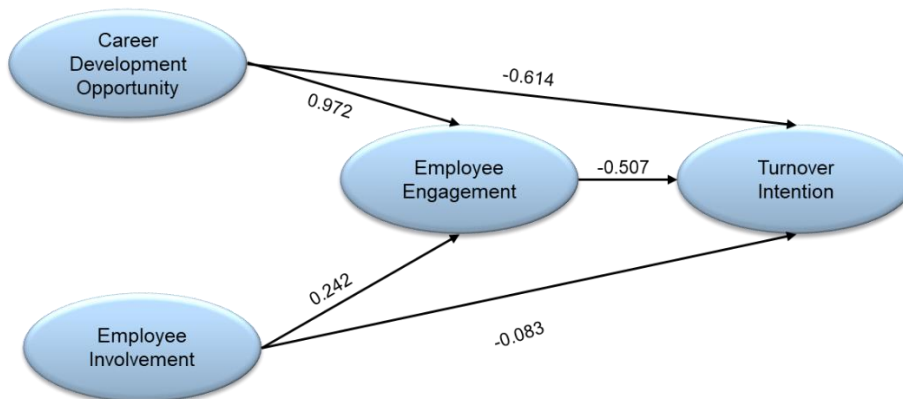 Career
Development
Opportunity
-0.614
0.972
Employee
Engagement
-0.507
Turnover
Intention
0.242
-0.083
Employee
Involvement